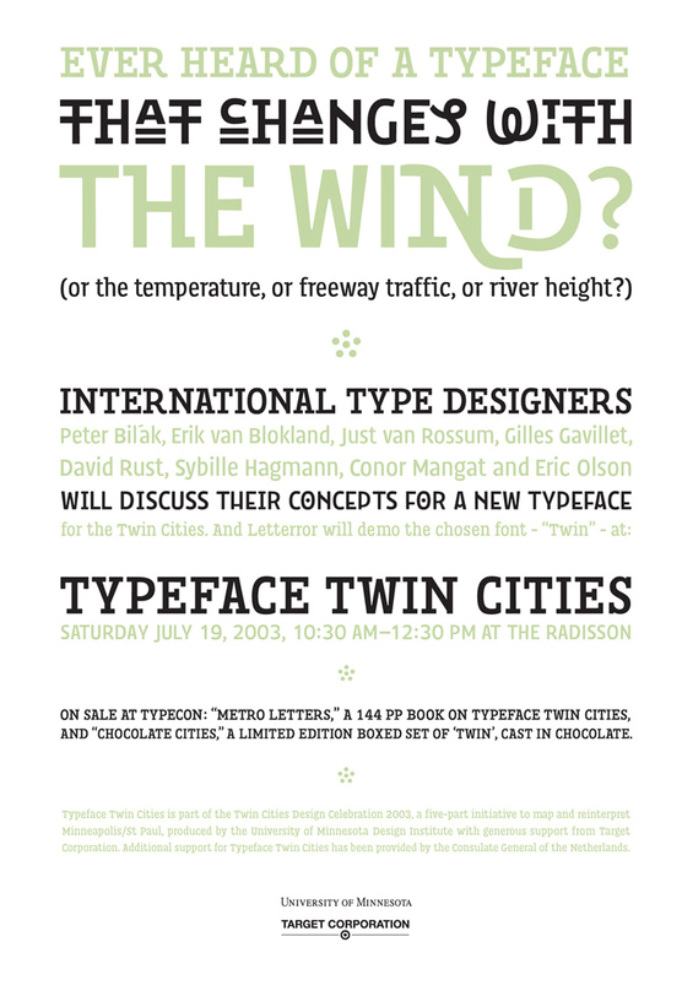 EVER HEARD OF A TYPEFACE
THAT CHANGES WITH
THE WIND?
(or the temperature, or freeway traffic, or river height?)
INTERNATIONAL TYPE DESIGNERS
Peter Bilak, Erik van Blokland, Just van Rossum, Gilles Gavillet,
David Rust, Sybille Hagmann, Conor Mangat and Eric Olson
WILL DISCUSS THEIR CONCEPTS FOR A NEW TYPEFACE
for the Twin Cities. And Letterror will demo the chosen font - “Twin” - at:
TYPEFACE TWIN CITIES
SATURDAY JULY 19, 2003, 10:30 AM–12:30 PM AT THE RADISSON
ON SALE AT TYPECON: “METRO LETTERS,” A 144 PP BOOK ON TYPEFACE TWIN CITIES,
AND “CHOCOLATE CITIES,” A LIMITED EDITION BOXED SET OF ‘TWIN’, CAST IN CHOCOLATE.
Typeface Twin Cities is part of the Twin Cities Design Celebration 2003, a five-part initiative to map and reinterpret
Minneapolis/St Paul, produced by the University of Minnesota Design Institute with generous support from Target
Corporation. Additional support for Typeface Twin Cities has been provided by the Consulate General of the Netherlands.
UNIVERSITY OF MINNESOTA
TARGET CORPORATION